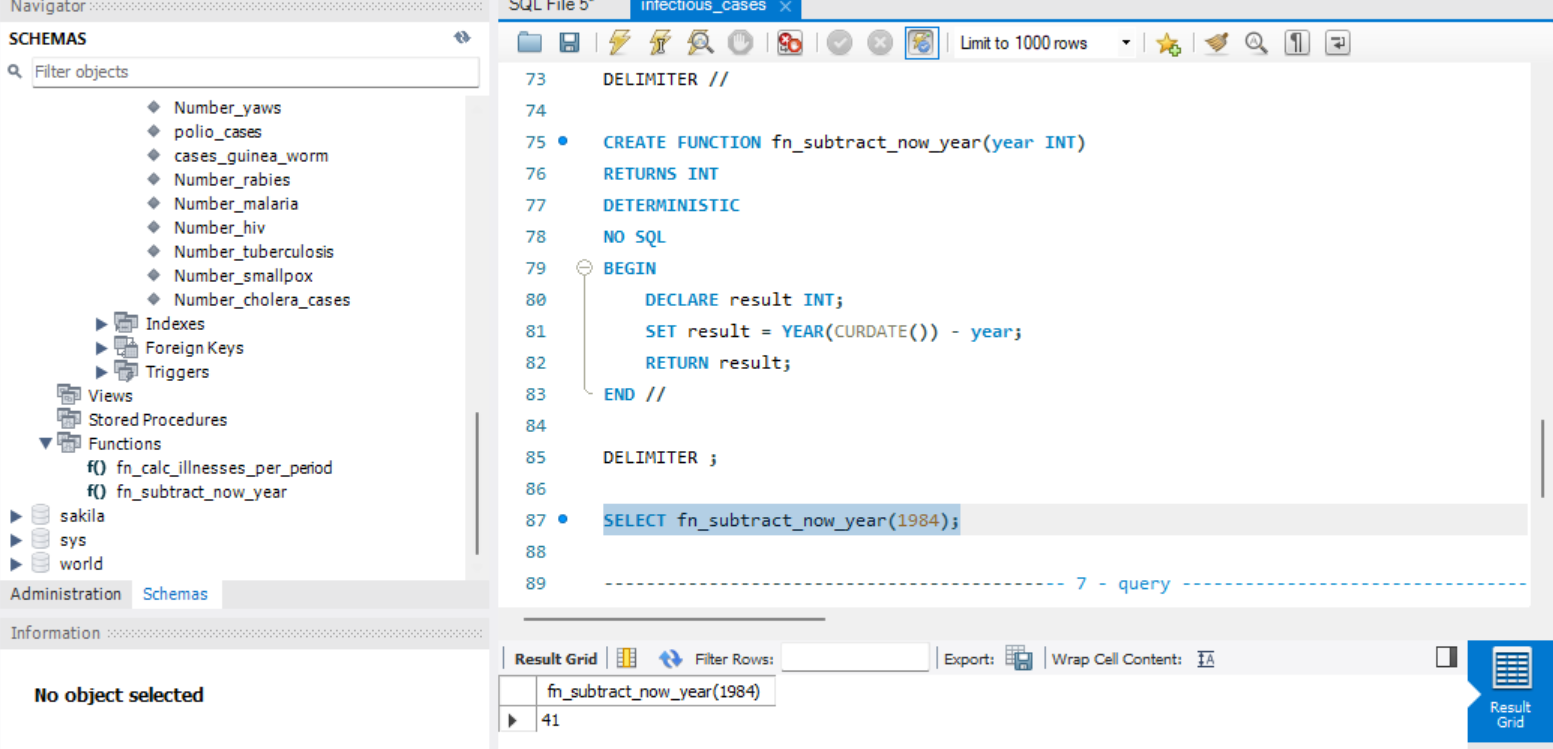 Navigator
SCHEMAS
Filter objects
Number_yaws
polio_cases
cases_guinea_worm
Number_rabies
Number_malaria
Number_hiv
Number_tuberculosis
Number_smallpox
Number_cholera_cases
Indexes
Foreign Keys
Triggers
Views
Stored Procedures
Functions
f() fn_calc_illnesses_per_period
f() fn_subtract_now_year
sakila
sys
world
Administration Schemas
Information
No object selected
SQL File 5* infectious_cases
Limit to 1000 rows
73 DELIMITER //
74
75 CREATE FUNCTION fn_subtract_now_year(year INT)
76 RETURNS INT
77 DETERMINISTIC
78 NO SQL
79 BEGIN
80 DECLARE result INT;
81 SET result = YEAR(CURDATE()) - year;
82 RETURN result;
83 END //
84
85 DELIMITER ;
86
87 SELECT fn_subtract_now_year(1984);
88
89 -------------------------------------------- 7 - query ---------------------------------
Result Grid Filter Rows: Export: Wrap Cell Content: IA
fn_subtract_now_year(1984)
41
Result
Grid